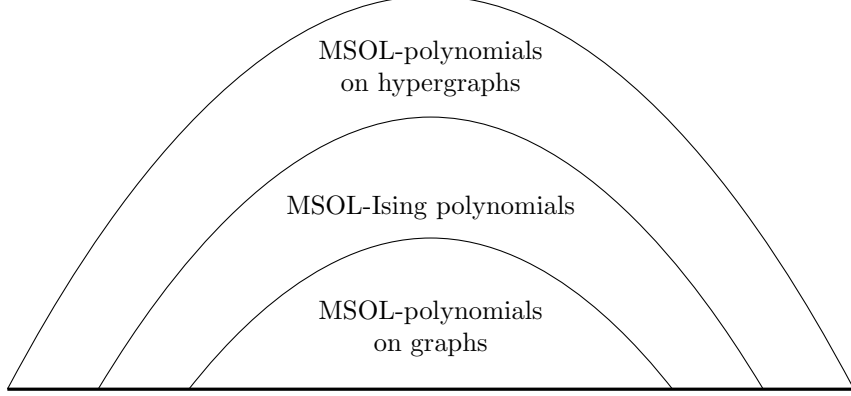 MSOL-polynomials
on hypergraphs
MSOL-Ising polynomials
MSOL-polynomials
on graphs